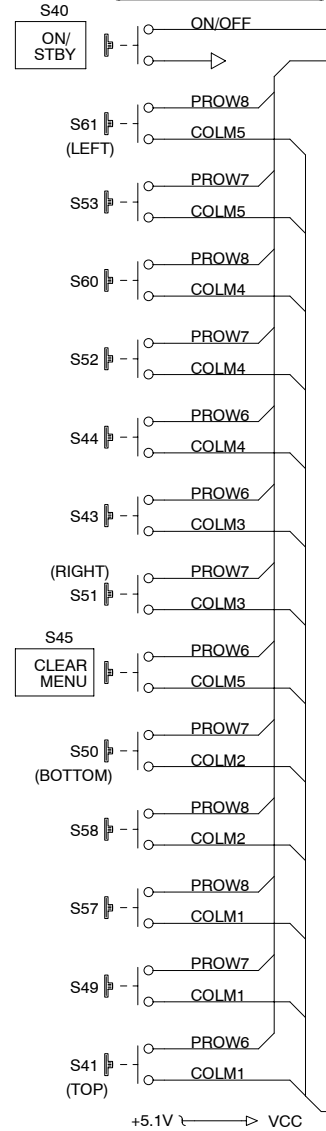 S40
ON/OFF
ON/
STBY
PROW8
S61
COLM5
(LEFT)
PROW7
S53
COLM5
PROW8
S60
COLM4
PROW7
S52
COLM4
PROW6
S44
COLM4
PROW6
S43
COLM3
(RIGHT)
PROW7
S51
COLM3
S45
PROW6
CLEAR
MENU
COLM5
PROW7
S50
COLM2
(BOTTOM)
PROW8
S58
COLM2
PROW8
S57
COLM1
PROW7
S49
COLM1
PROW6
S41
COLM1
(TOP)
+5.1V VCC